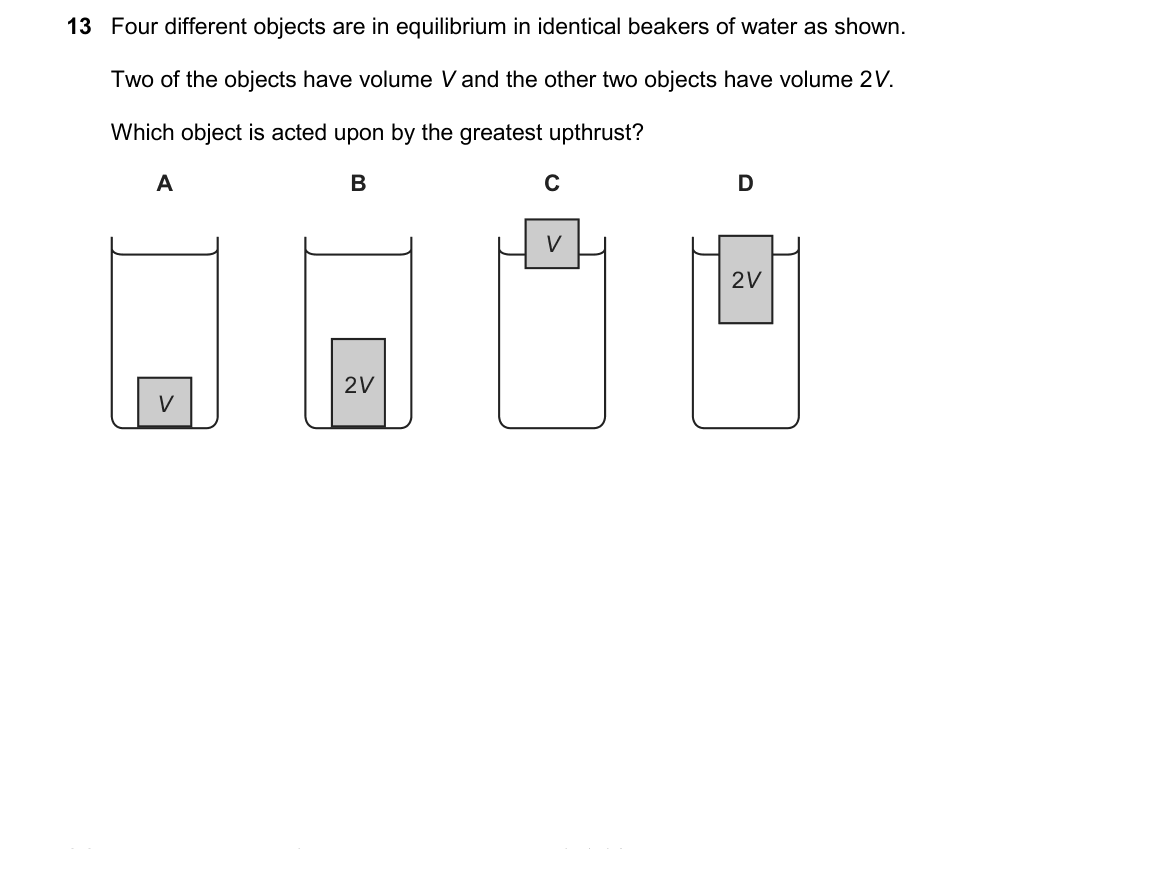 13 Four different objects are in equilibrium in identical beakers of water as shown.
Two of the objects have volume V and the other two objects have volume 2V.
Which object is acted upon by the greatest upthrust?
A B C D
V
2V
V
2V